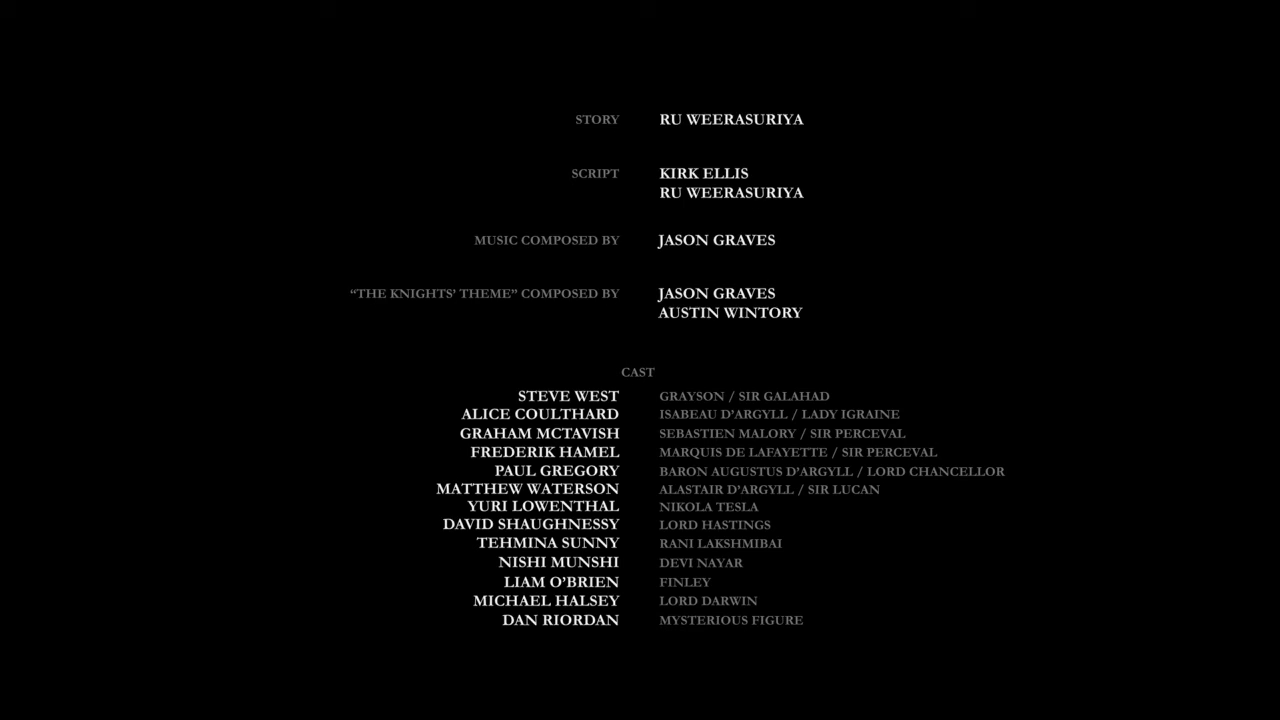 STORY RU WEERASURIYA
SCRIPT KIRK ELLIS
RU WEERASURIYA
MUSIC COMPOSED BY JASON GRAVES
“THE KNIGHTS’ THEME” COMPOSED BY JASON GRAVES
AUSTIN WINTORY
CAST
STEVE WEST GRAYSON / SIR GALAHAD
ALICE COULTHARD ISABEAU D’ARGYLL / LADY IGRAINE
GRAHAM MCTAVISH SEBASTIEN MALORY / SIR PERCEVAL
FREDERIK HAMEL MARQUIS DE LAFAYETTE / SIR PERCEVAL
PAUL GREGORY BARON AUGUSTUS D’ARGYLL / LORD CHANCELLOR
MATTHEW WATERSON ALASTAIR D’ARGYLL / SIR LUCAN
YURI LOWENTHAL NIKOLA TESLA
DAVID SHAUGHNESSY LORD HASTINGS
TEHMINA SUNNY RANI LAKSHMIBAI
NISHI MUNSHI DEVI NAYAR
LIAM O’BRIEN FINLEY
MICHAEL HALSEY LORD DARWIN
DAN RIORDAN MYSTERIOUS FIGURE